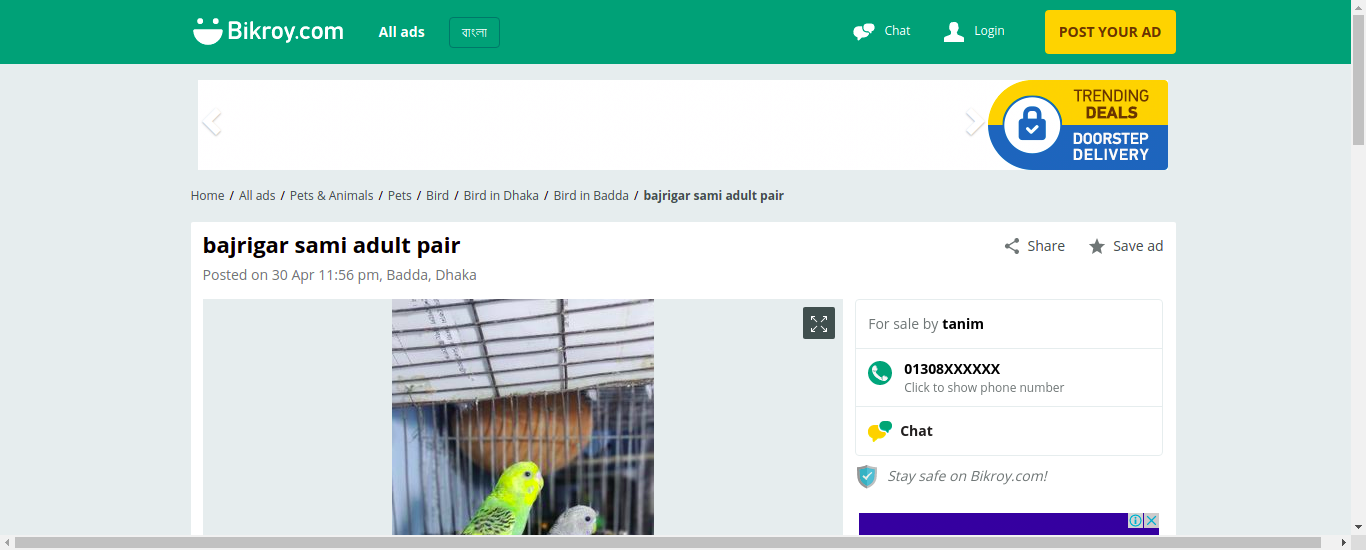 Bikroy.com
All ads
বাংলা
Chat
Login
POST YOUR AD
TRENDING
DEALS
DOORSTEP
DELIVERY
Home / All ads / Pets & Animals / Pets / Bird / Bird in Dhaka / Bird in Badda / bajrigar sami adult pair
bajrigar sami adult pair
Share
Save ad
Posted on 30 Apr 11:56 pm, Badda, Dhaka
For sale by tanim
01308XXXXXX
Click to show phone number
Chat
Stay safe on Bikroy.com!